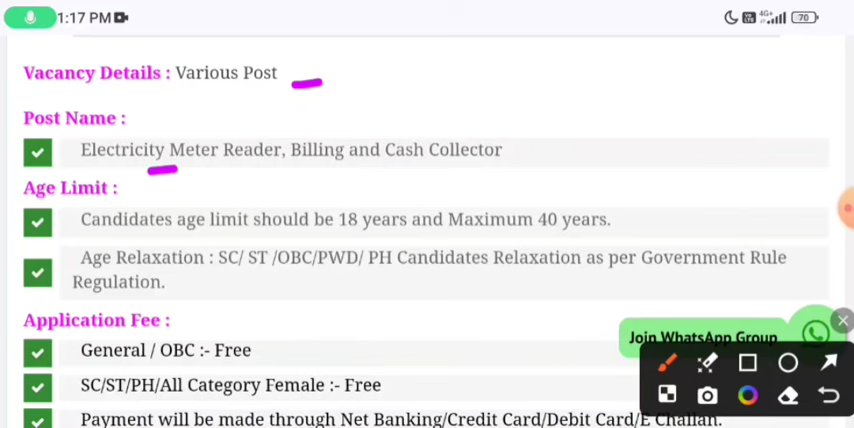 1:17 PM
4G+
70
Vacancy Details : Various Post
Post Name :
Electricity Meter Reader, Billing and Cash Collector
Age Limit :
Candidates age limit should be 18 years and Maximum 40 years.
Age Relaxation : SC/ ST /OBC/PWD/ PH Candidates Relaxation as per Government Rule
Regulation.
Application Fee :
Join WhatsApp Group
General / OBC :- Free
SC/ST/PH/All Category Female :- Free
Payment will be made through Net Banking/Credit Card/Debit Card/E Challan.